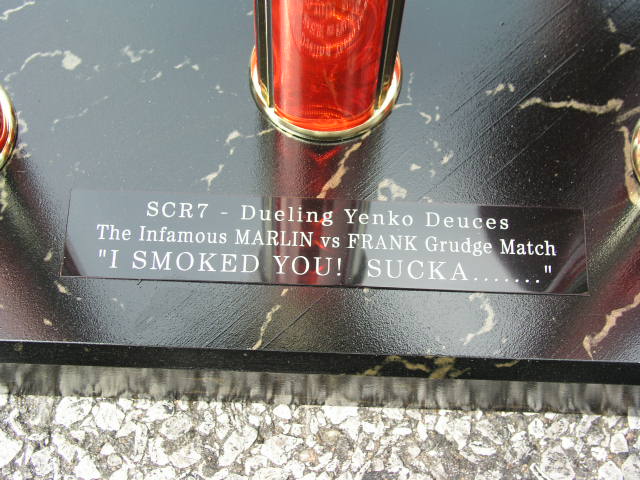 SCR7 - Dueling Yenko Deuces
The Infamous MARLIN vs FRANK Grudge Match
"I SMOKED YOU! SUCKA......."